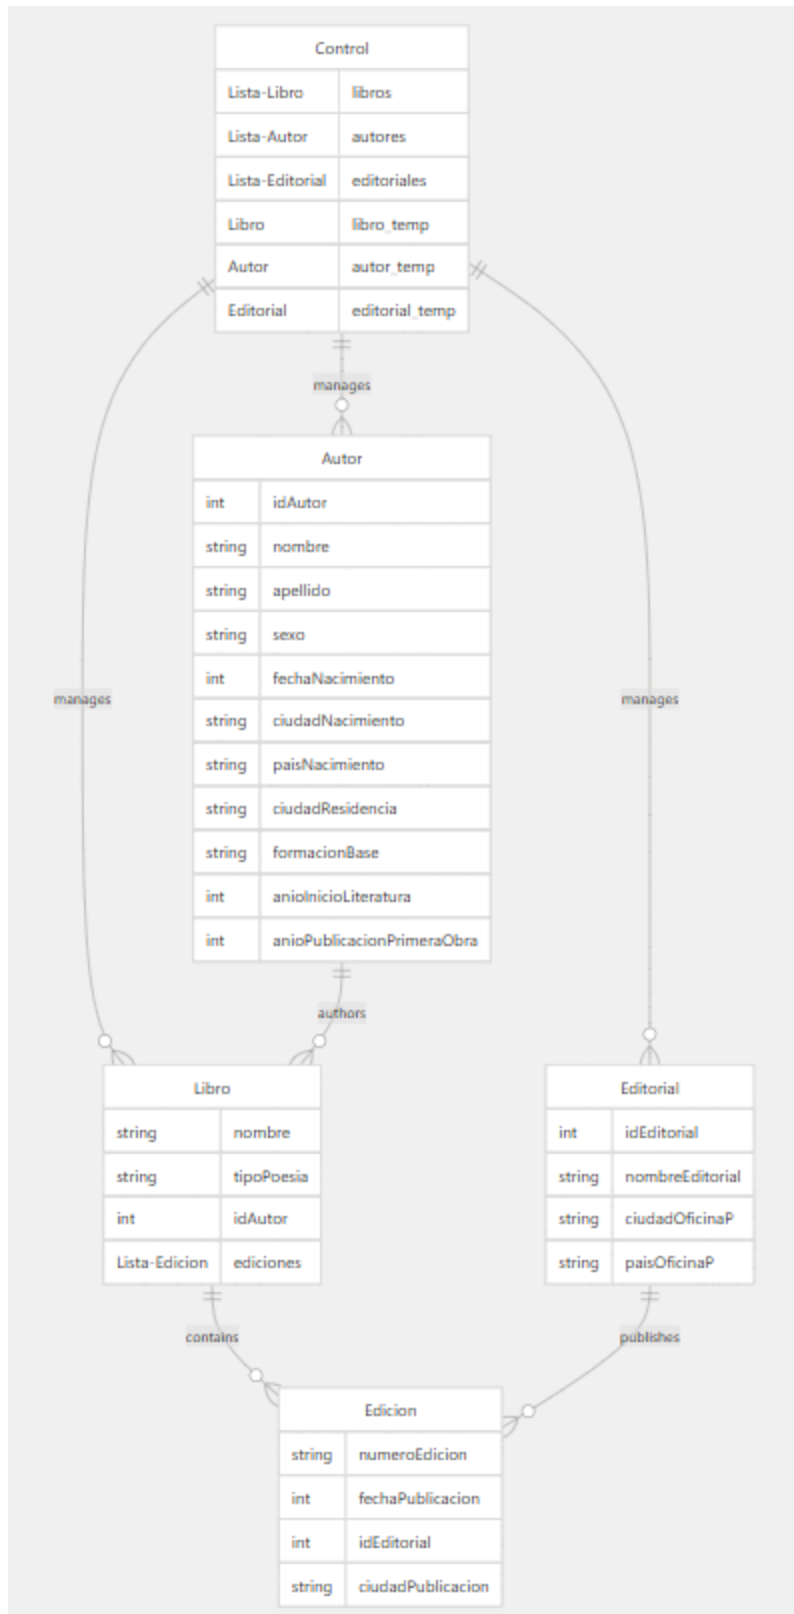 Control
Lista-Libro libros
Lista-Autor autores
Lista-Editorial editoriales
Libro libro_temp
Autor autor_temp
Editorial editorial_temp
manages
Autor
int idAutor
string nombre
string apellido
string sexo
int fechaNacimiento
string ciudadNacimiento
string paisNacimiento
string ciudadResidencia
string formacionBase
int anioInicioLiteratura
int anioPublicacionPrimeraObra
manages
manages
authors
Libro
string nombre
string tipoPoesia
int idAutor
Lista-Edicion ediciones
Editorial
int idEditorial
string nombreEditorial
string ciudadOficinaP
string paisOficinaP
contains
publishes
Edicion
string numeroEdicion
int fechaPublicacion
int idEditorial
string ciudadPublicacion